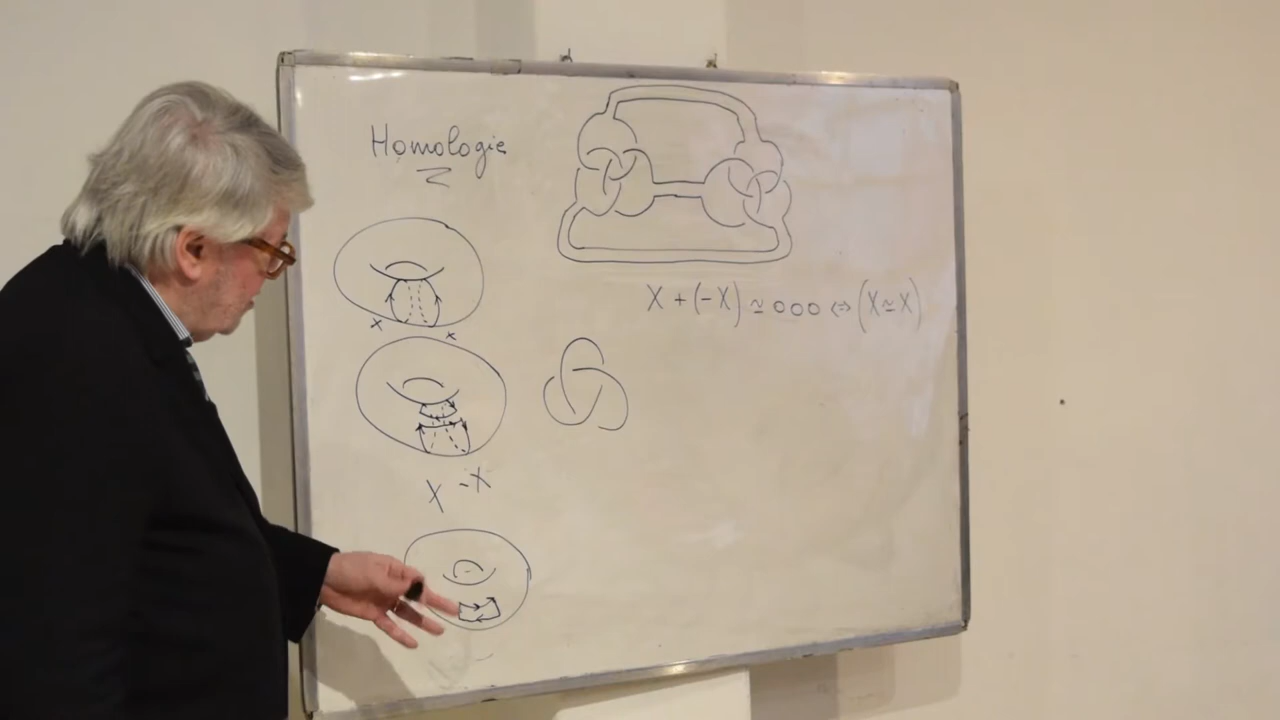 Homologie
X + (-X) ≃ ooo ⇔ (X ≃ X)
x x
X -X